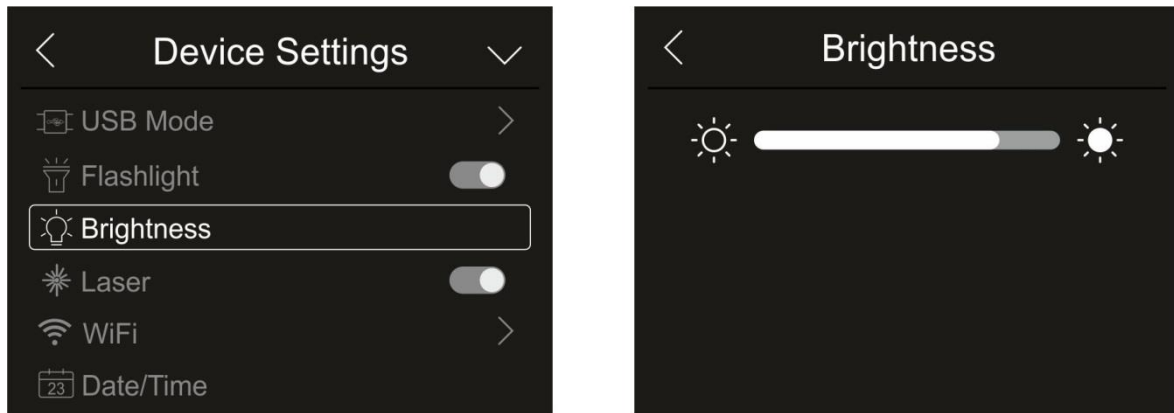 Device Settings
USB Mode
Flashlight
Brightness
Laser
WiFi
23 Date/Time
Brightness